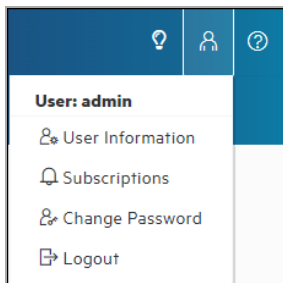 User: admin
User Information
Subscriptions
Change Password
Logout